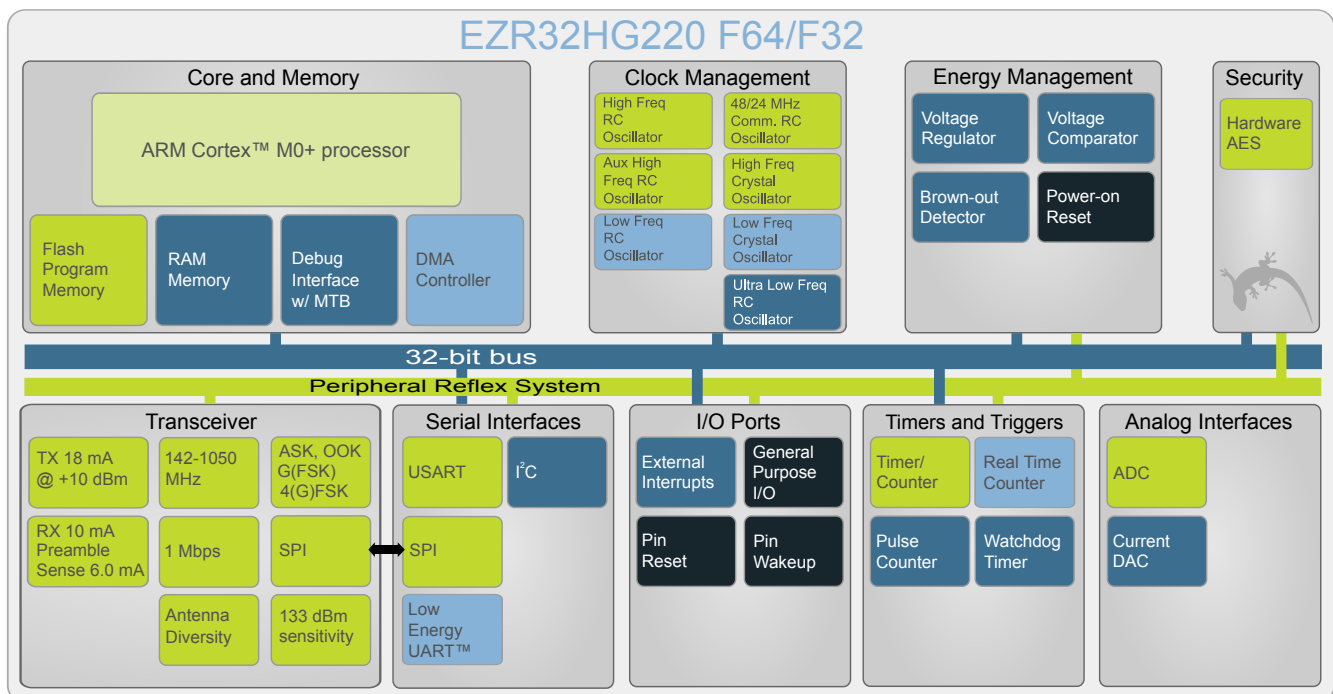 EZR32HG220 F64/F32
Core and Memory
ARM Cortex™ M0+ processor
Flash
Program
Memory
RAM
Memory
Debug
Interface
w/ MTB
DMA
Controller
Clock Management
High Freq
RC
Oscillator
48/24 MHz
Comm. RC
Oscillator
Aux High
Freq RC
Oscillator
High Freq
Crystal
Oscillator
Low Freq
RC
Oscillator
Low Freq
Crystal
Oscillator
Ultra Low Freq
RC
Oscillator
Energy Management
Voltage
Regulator
Voltage
Comparator
Brown-out
Detector
Power-on
Reset
Security
Hardware
AES
32-bit bus
Peripheral Reflex System
Transceiver
TX 18 mA
@ +10 dBm
142-1050
MHz
ASK, OOK
G(FSK)
4(G)FSK
RX 10 mA
Preamble
Sense 6.0 mA
1 Mbps
SPI
Antenna
Diversity
133 dBm
sensitivity
Serial Interfaces
USART
I²C
SPI
Low
Energy
UART™
I/O Ports
External
Interrupts
General
Purpose
I/O
Pin
Reset
Pin
Wakeup
Timers and Triggers
Timer/
Counter
Real Time
Counter
Pulse
Counter
Watchdog
Timer
Analog Interfaces
ADC
Current
DAC